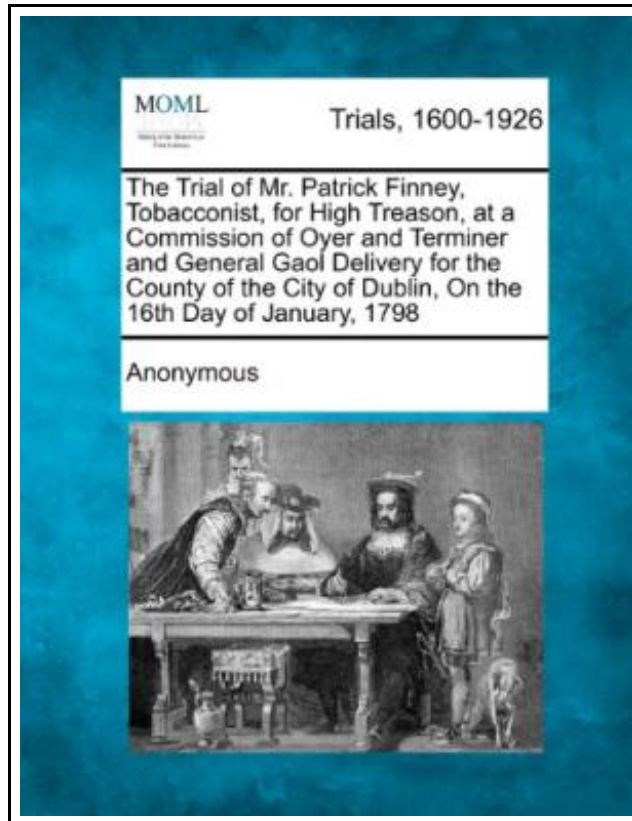 MOML
Trials, 1600-1926
The Trial of Mr. Patrick Finney,
Tobacconist, for High Treason, at a
Commission of Oyer and Terminer
and General Gaol Delivery for the
County of the City of Dublin, On the
16th Day of January, 1798
Anonymous